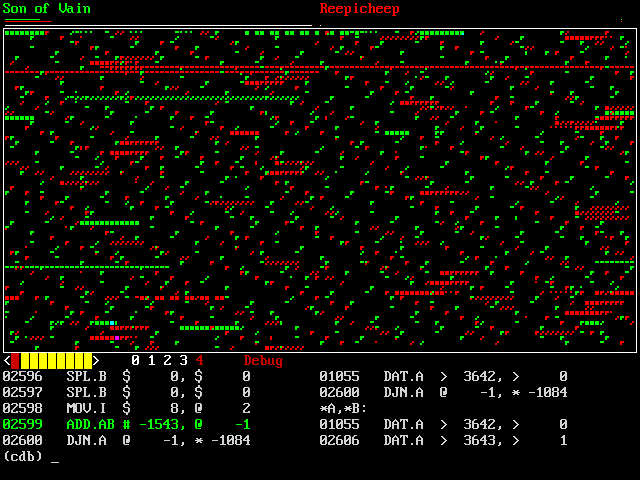 Son of Vain Reepicheep
< > 0 1 2 3 4 Debug
02596 SPL.B $ 0, $ 0 01055 DAT.A > 3642, > 0
02597 SPL.B $ 0, $ 0 02600 DJN.A @ -1, * -1084
02598 MOV.I $ 8, @ 2 *A,*B:
02599 ADD.AB # -1543, @ -1 01055 DAT.A > 3642, > 0
02600 DJN.A @ -1, * -1084 02606 DAT.A > 3643, > 1
(cdb) _